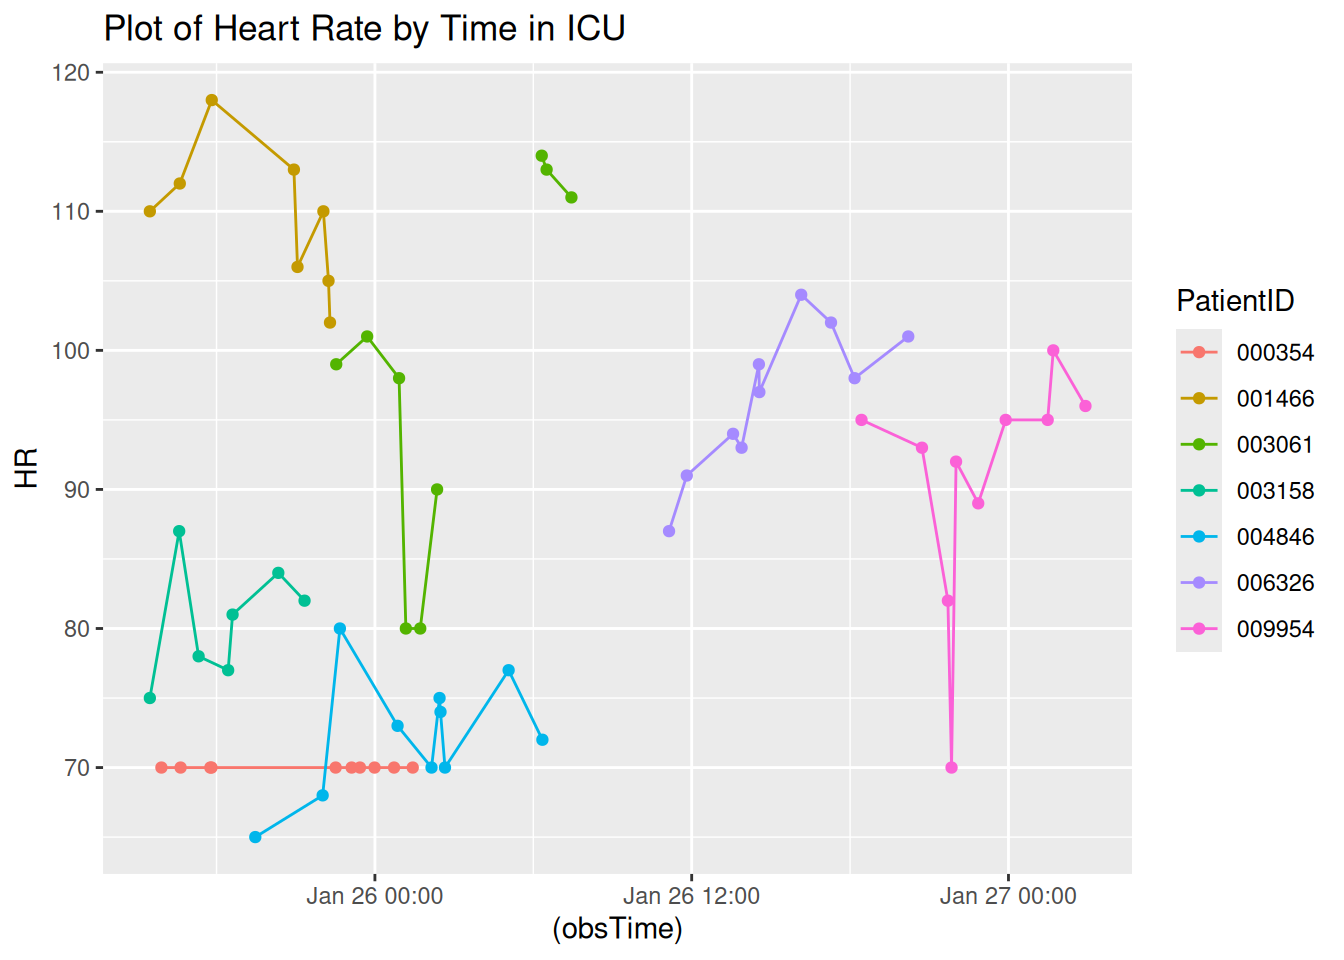 Plot of Heart Rate by Time in ICU
120
110
100
90
80
70
HR
Jan 26 00:00
Jan 26 12:00
Jan 27 00:00
(obsTime)
PatientID
000354
001466
003061
003158
004846
006326
009954